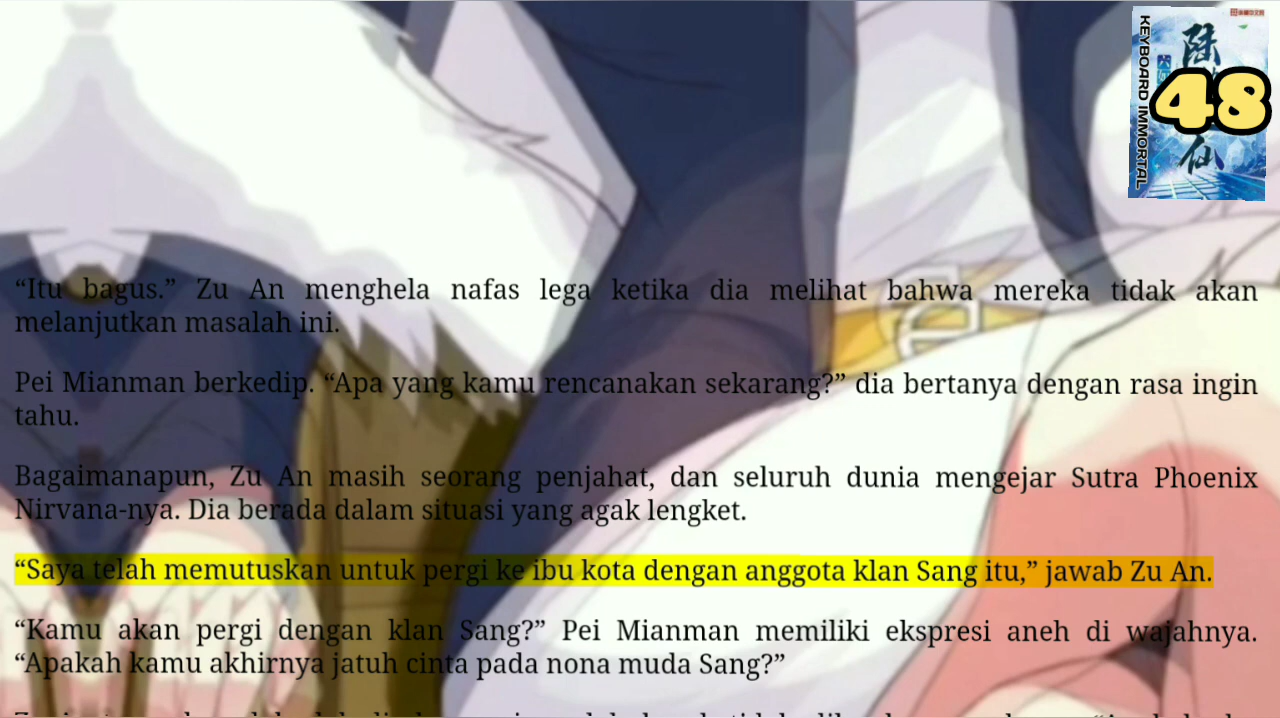 KEYBOARD IMMORTAL
48
仙
“Itu bagus.” Zu An menghela nafas lega ketika dia melihat bahwa mereka tidak akan
melanjutkan masalah ini.
Pei Mianman berkedip. “Apa yang kamu rencanakan sekarang?” dia bertanya dengan rasa ingin
tahu.
Bagaimanapun, Zu An masih seorang penjahat, dan seluruh dunia mengejar Sutra Phoenix
Nirvana-nya. Dia berada dalam situasi yang agak lengket.
“Saya telah memutuskan untuk pergi ke ibu kota dengan anggota klan Sang itu,” jawab Zu An.
“Kamu akan pergi dengan klan Sang?” Pei Mianman memiliki ekspresi aneh di wajahnya.
“Apakah kamu akhirnya jatuh cinta pada nona muda Sang?”